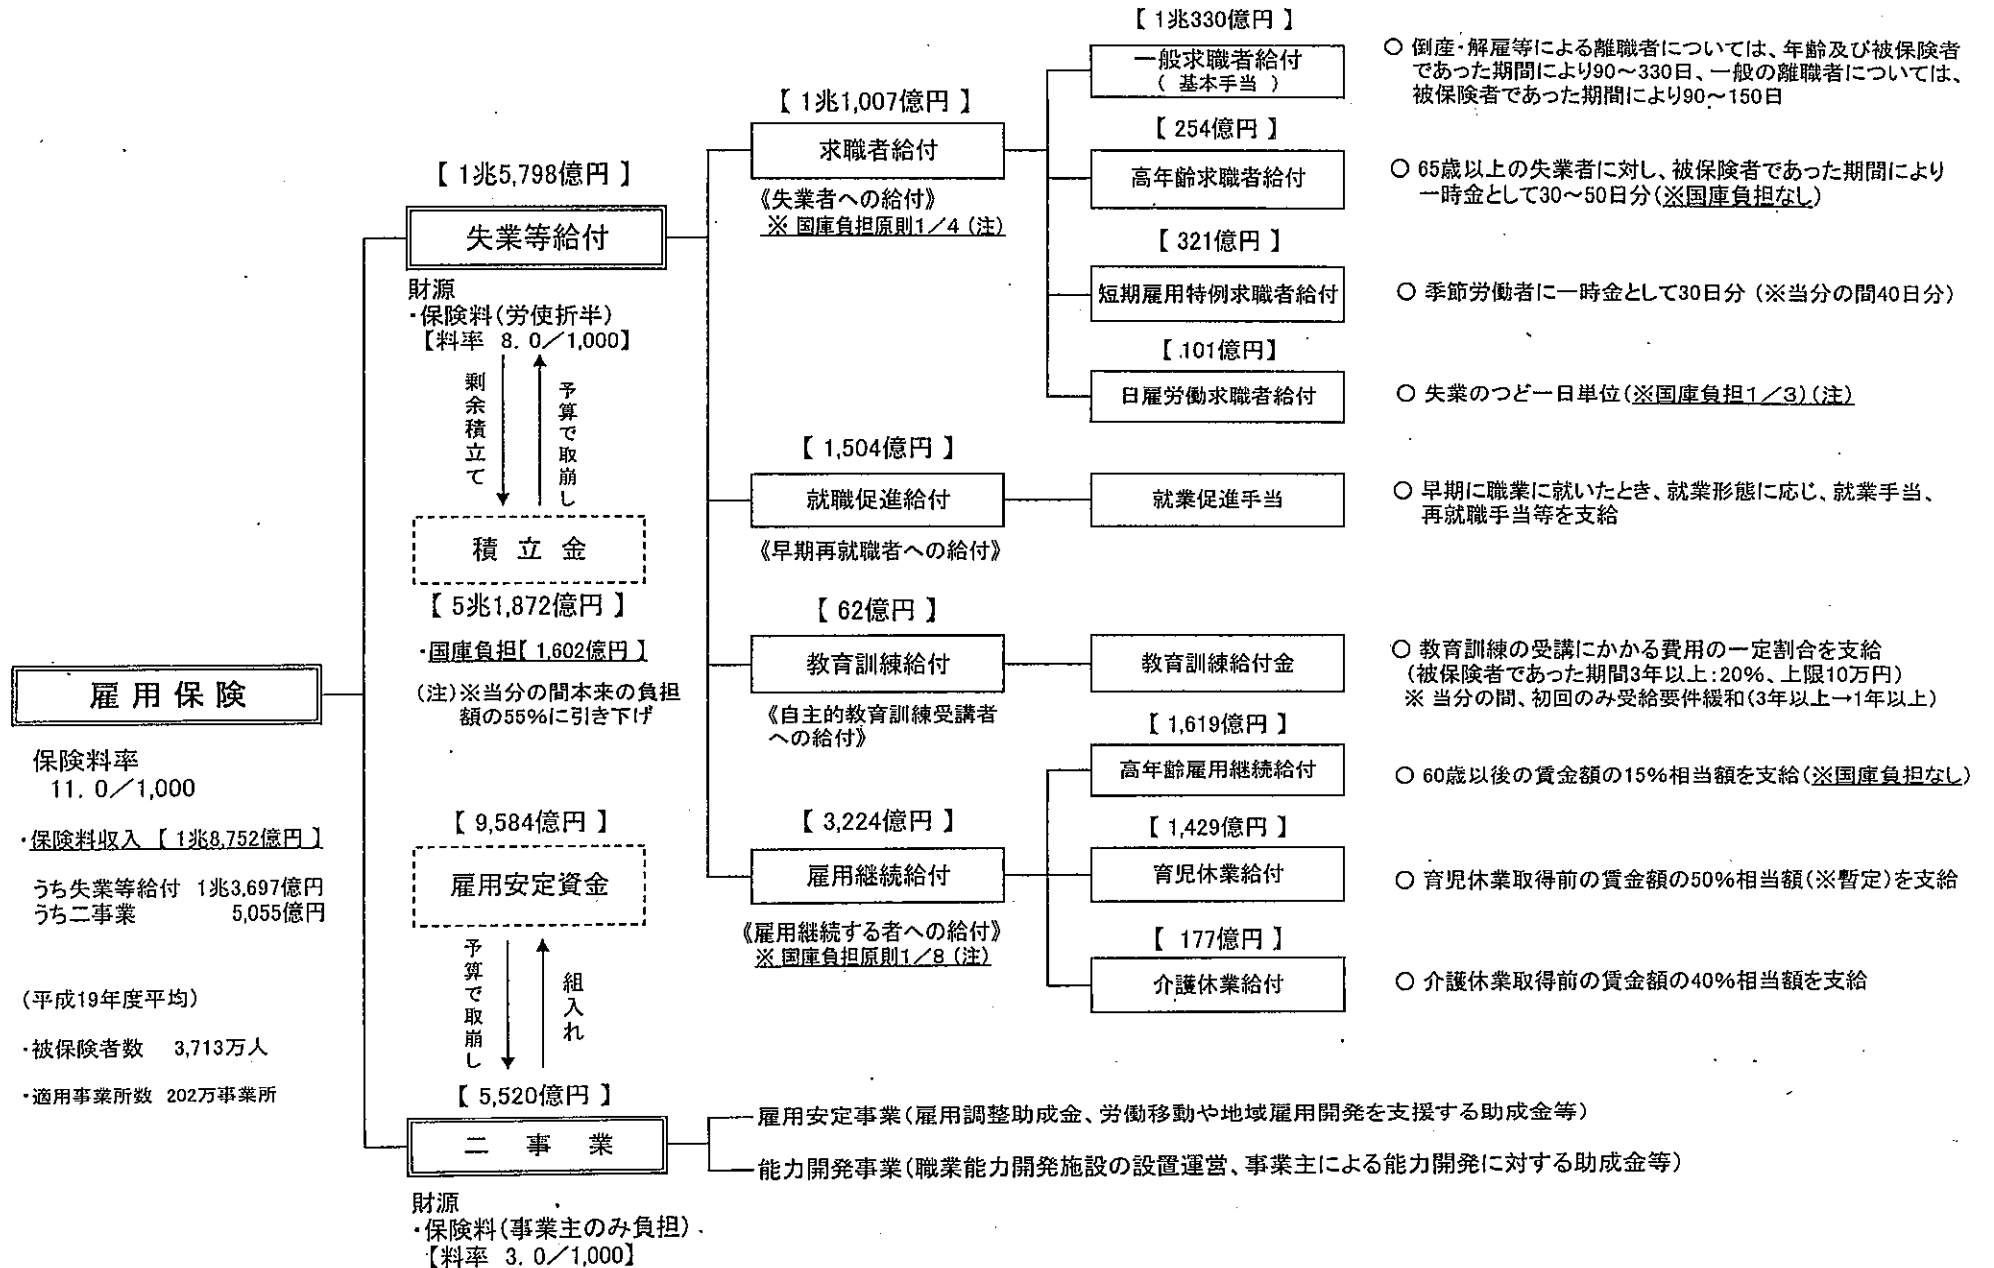 雇用保険
保険料率
11．0／1,000
・保険料収入 【 1兆8,752億円 】
うち失業等給付 1兆3,697億円
うち二事業 5,055億円
(平成19年度平均)
・被保険者数 3,713万人
・適用事業所数 202万事業所
【 1兆5,798億円 】
失業等給付
財源
・保険料(労使折半)
【料率 8．0／1,000】
剰余積立て
予算で取崩し
積 立 金
【 5兆1,872億円 】
・国庫負担【 1,602億円 】
(注)※当分の間本来の負担
額の55%に引き下げ
【 9,584億円 】
雇用安定資金
予算で取崩し
組入れ
【 5,520億円 】
二 事 業
財源
・保険料(事業主のみ負担)
【料率 3．0／1,000】
【 1兆1,007億円 】
求職者給付
《失業者への給付》
※ 国庫負担原則1／4 (注)
【 1兆330億円 】
一般求職者給付
( 基本手当 )
○ 倒産・解雇等による離職者については、年齢及び被保険者
であった期間により90～330日、一般の離職者については、
被保険者であった期間により90～150日
【 254億円 】
高年齢求職者給付
○ 65歳以上の失業者に対し、被保険者であった期間により
一時金として30～50日分(※国庫負担なし)
【 321億円 】
短期雇用特例求職者給付
○ 季節労働者に一時金として30日分 (※当分の間40日分)
【 101億円】
日雇労働求職者給付
○ 失業のつど一日単位(※国庫負担1／3)(注)
【 1,504億円 】
就職促進給付
《早期再就職者への給付》
就業促進手当
○ 早期に職業に就いたとき、就業形態に応じ、就業手当、
再就職手当等を支給
【 62億円 】
教育訓練給付
《自主的教育訓練受講者
への給付》
教育訓練給付金
○ 教育訓練の受講にかかる費用の一定割合を支給
(被保険者であった期間3年以上:20%、上限10万円)
※ 当分の間、初回のみ受給要件緩和(3年以上→1年以上)
【 3,224億円 】
雇用継続給付
《雇用継続する者への給付》
※ 国庫負担原則1／8 (注)
【 1,619億円 】
高年齢雇用継続給付
○ 60歳以後の賃金額の15%相当額を支給(※国庫負担なし)
【 1,429億円 】
育児休業給付
○ 育児休業取得前の賃金額の50%相当額(※暫定)を支給
【 177億円 】
介護休業給付
○ 介護休業取得前の賃金額の40%相当額を支給
雇用安定事業(雇用調整助成金、労働移動や地域雇用開発を支援する助成金等)
能力開発事業(職業能力開発施設の設置運営、事業主による能力開発に対する助成金等)